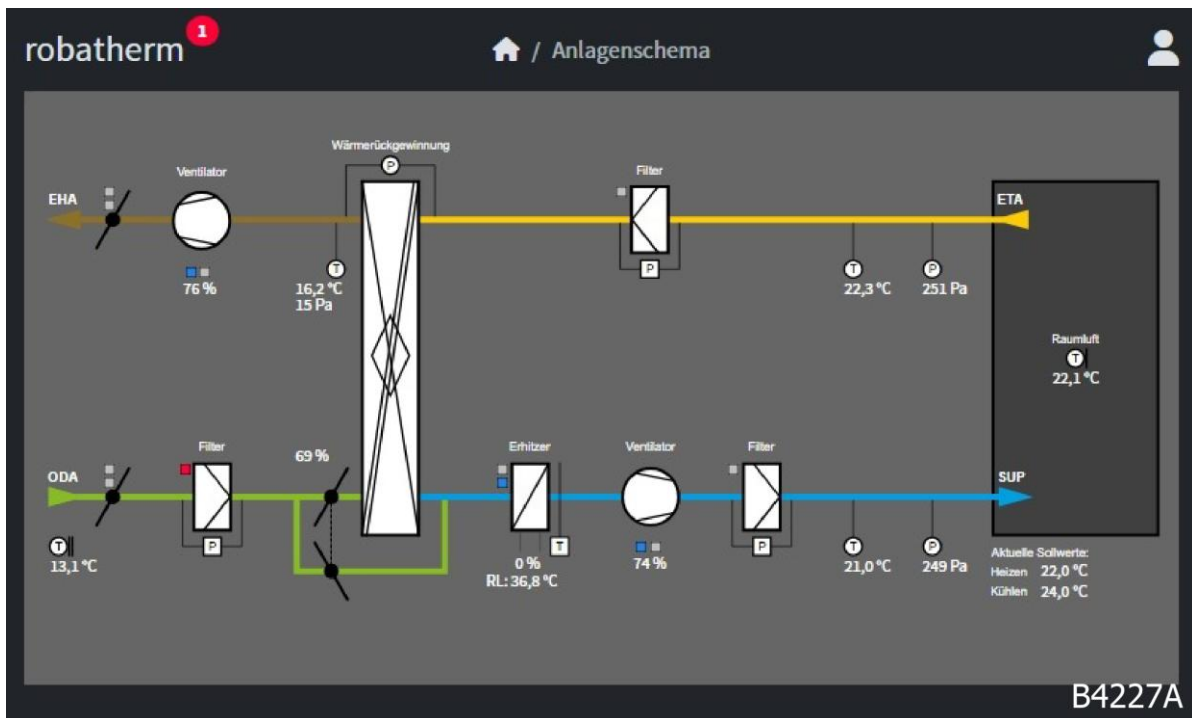 robatherm
1
/ Anlagenschema
Wärmerückgewinnung
P
Ventilator
Filter
EHA
ETA
T
P
T
P
76 %
16,2 °C
15 Pa
22,3 °C
251 Pa
Raumluft
T
22,1 °C
Filter
69 %
Erhitzer
Ventilator
Filter
ODA
SUP
T
P
T
P
T
P
13,1 °C
0 %
RL: 36,8 °C
74 %
21,0 °C
249 Pa
Aktuelle Sollwerte:
Heizen 22,0 °C
Kühlen 24,0 °C
B4227A